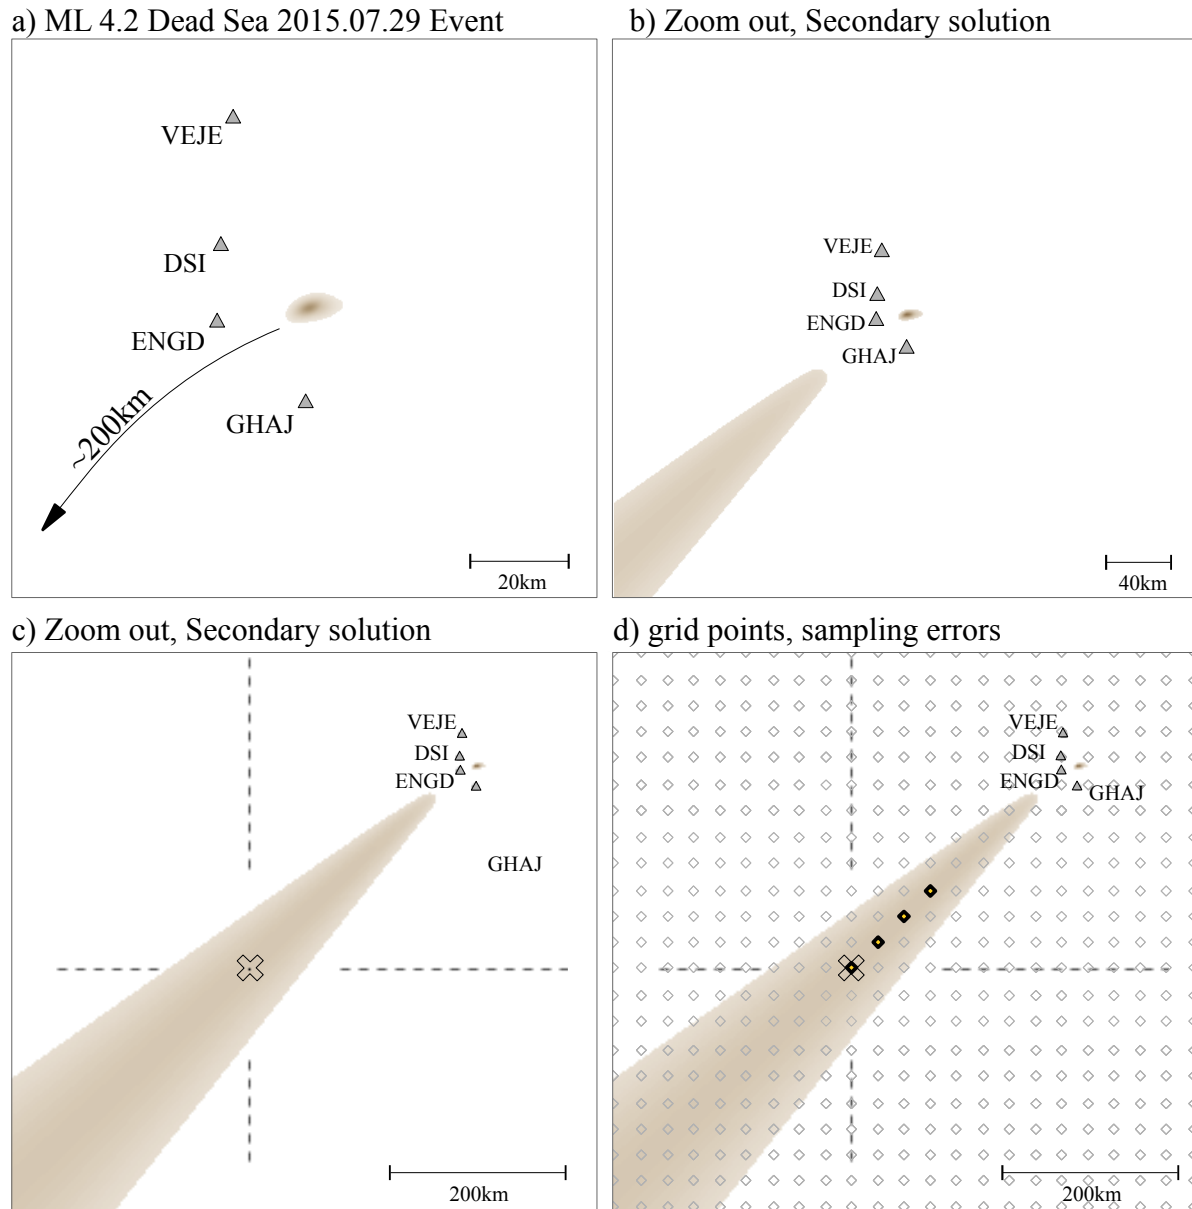 a) ML 4.2 Dead Sea 2015.07.29 Event
VEJE
DSI
ENGD
GHAJ
~200km
20km
b) Zoom out, Secondary solution
VEJE
DSI
ENGD
GHAJ
40km
c) Zoom out, Secondary solution
VEJE
DSI
ENGD
GHAJ
200km
d) grid points, sampling errors
VEJE
DSI
ENGD
GHAJ
200km